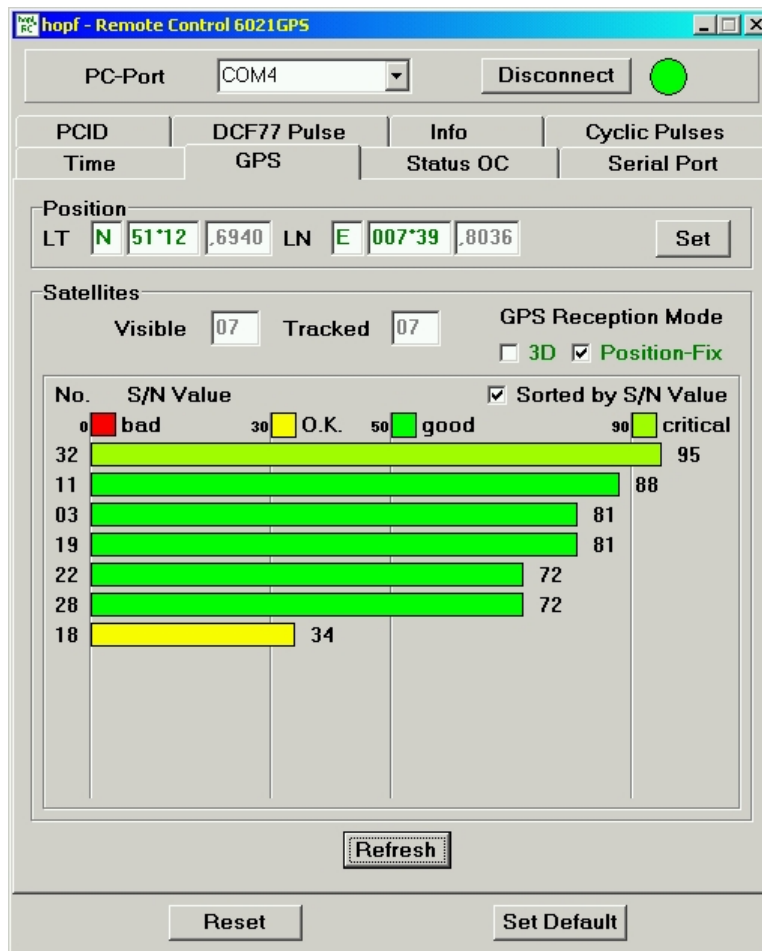 hopf - Remote Control 6021GPS
PC-Port COM4 Disconnect
PCID DCF77 Pulse Info Cyclic Pulses
Time GPS Status OC Serial Port
Position
LT N 51*12 ,6940 LN E 007*39 ,8036 Set
Satellites
Visible 07 Tracked 07 GPS Reception Mode
3D Position-Fix
No. S/N Value Sorted by S/N Value
0 bad 30 O.K. 50 good 90 critical
32 95
11 88
03 81
19 81
22 72
28 72
18 34
Refresh
Reset Set Default